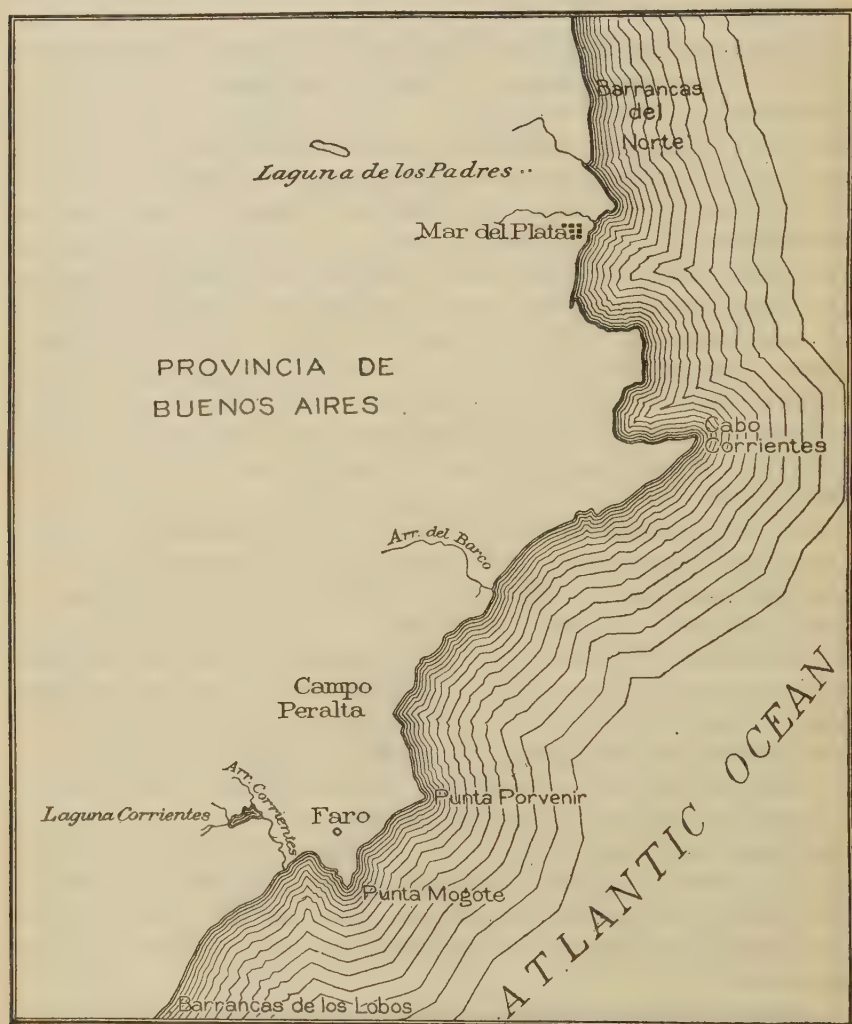 Barrancas
del
Norte
Laguna de los Padres
Mar del Plata
PROVINCIA DE
BUENOS AIRES
Cabo
Corrientes
Arr. del Barco
Campo
Peralta
Arr. Corrientes
Laguna Corrientes
Faro
Punta Porvenir
Punta Mogote
ATLANTIC OCEAN
Barrancas de los Lobos